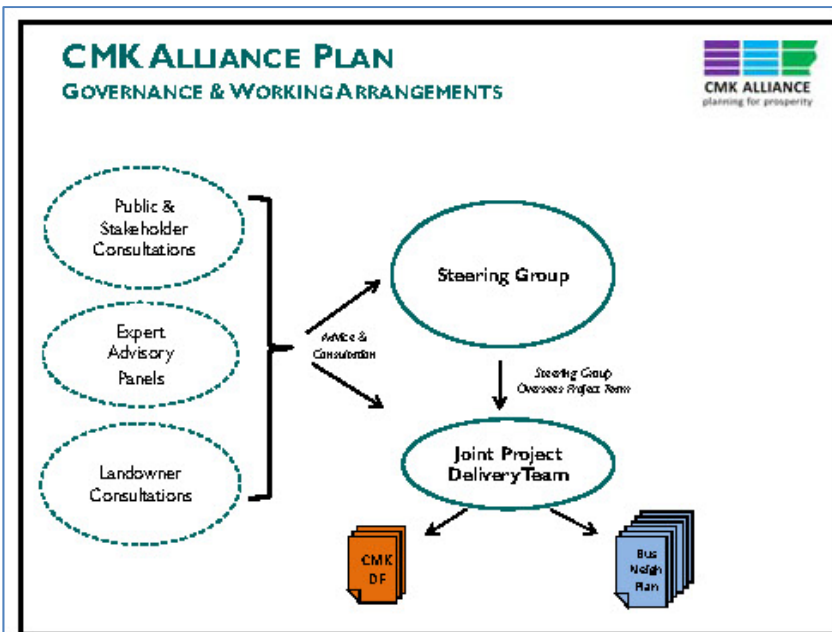 CMK ALLIANCE PLAN
GOVERNANCE & WORKING ARRANGEMENTS
CMK ALLIANCE
planning for prosperity
Public &
Stakeholder
Consultations
Expert
Advisory
Panels
Landowner
Consultations
Advice &
Consultation
Steering Group
Steering Group
Oversees Project Team
Joint Project
Delivery Team
CMK
DF
Bus
Neigh
Plan